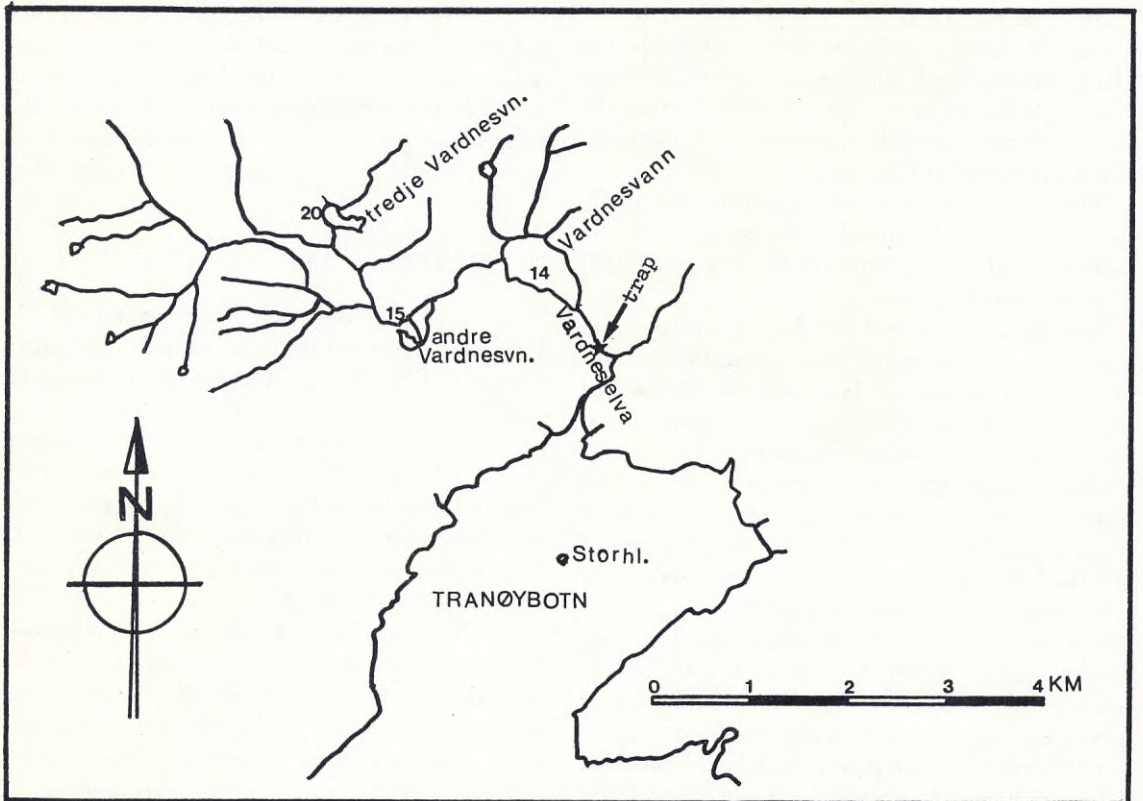 tredje Vardnesvn.
20
Vardnesvann
14
trap
15
andre
Vardnesvn.
Vardneselva
N
Storhl.
TRANØYBOTN
0 1 2 3 4 KM